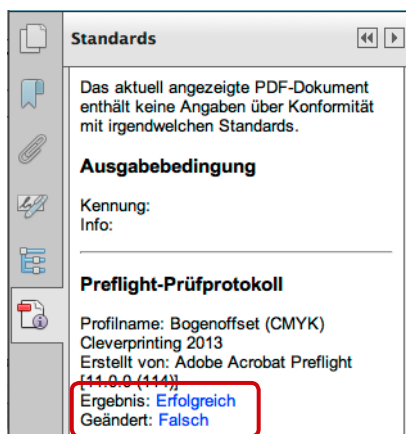 Standards
Das aktuell angezeigte PDF-Dokument
enthält keine Angaben über Konformität
mit irgendwelchen Standards.
Ausgabebedingung
Kennung:
Info:
Preflight-Prüfprotokoll
Profilname: Bogenoffset (CMYK)
Cleverprinting 2013
Erstellt von: Adobe Acrobat Preflight
[11.0.0 (114)]
Ergebnis: Erfolgreich
Geändert: Falsch